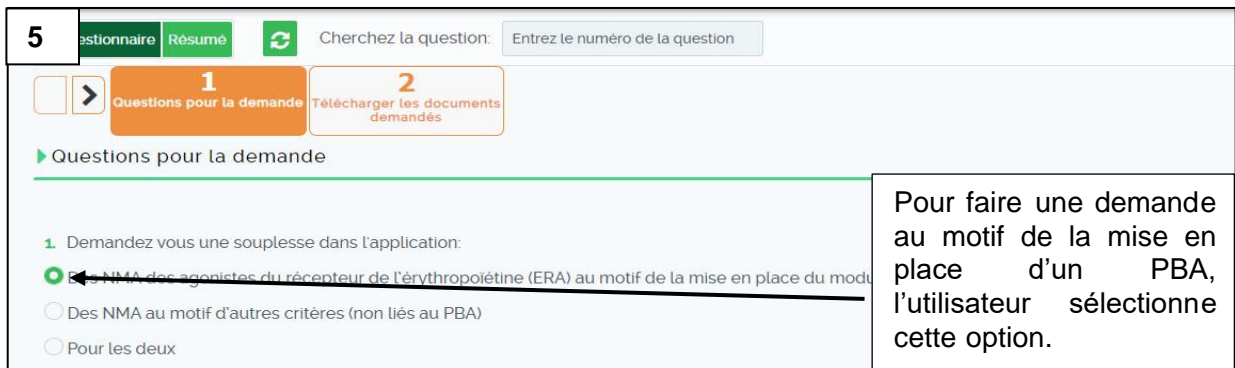 5
estionnaire Résumé Cherchez la question: Entrez le numéro de la question
1 2
Questions pour la demande Télécharger les documents demandés
Questions pour la demande
1. Demandez vous une souplesse dans l'application:
Des NMA des agonistes du récepteur de l'érythropoïétine (ERA) au motif de la mise en place du modu
Des NMA au motif d'autres critères (non liés au PBA)
Pour les deux
Pour faire une demande
au motif de la mise en
place d'un PBA,
l'utilisateur sélectionne
cette option.